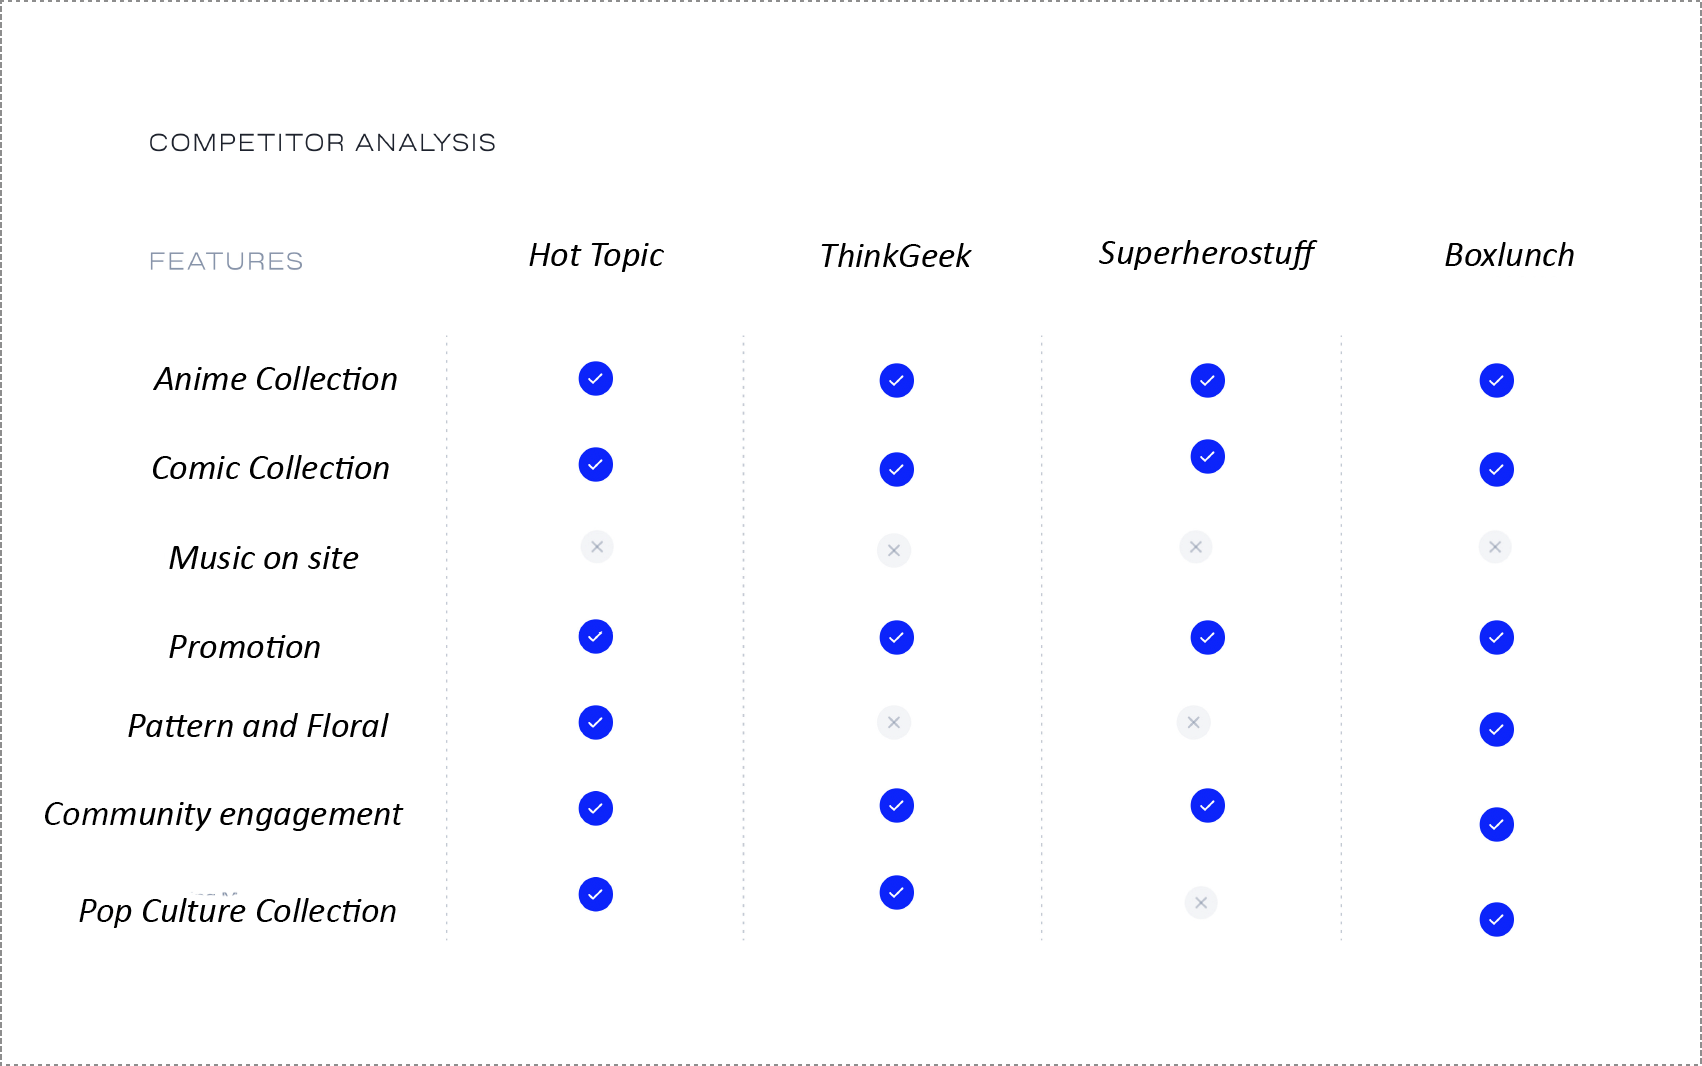 COMPETITOR ANALYSIS
FEATURES Hot Topic ThinkGeek Superherostuff Boxlunch
Anime Collection
Comic Collection
Music on site
Promotion
Pattern and Floral
Community engagement
Pop Culture Collection